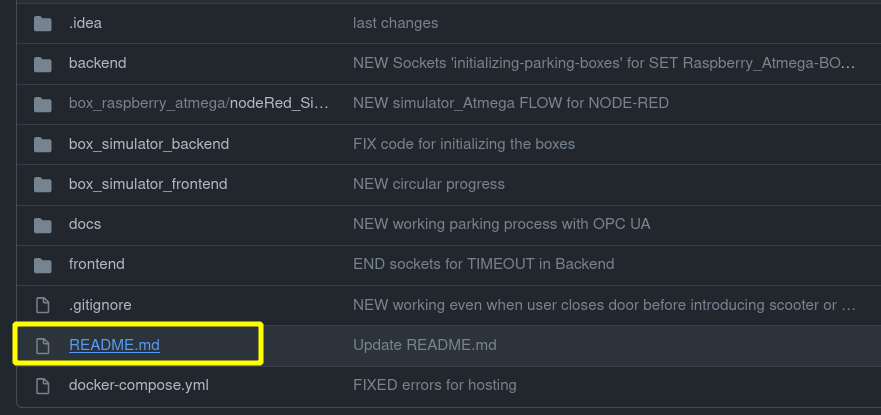 .idea last changes
backend NEW Sockets 'initializing-parking-boxes' for SET Raspberry_Atmega-BO…
box_raspberry_atmega/nodeRed_Si… NEW simulator_Atmega FLOW for NODE-RED
box_simulator_backend FIX code for initializing the boxes
box_simulator_frontend NEW circular progress
docs NEW working parking process with OPC UA
frontend END sockets for TIMEOUT in Backend
.gitignore NEW working even when user closes door before introducing scooter or …
README.md Update README.md
docker-compose.yml FIXED errors for hosting